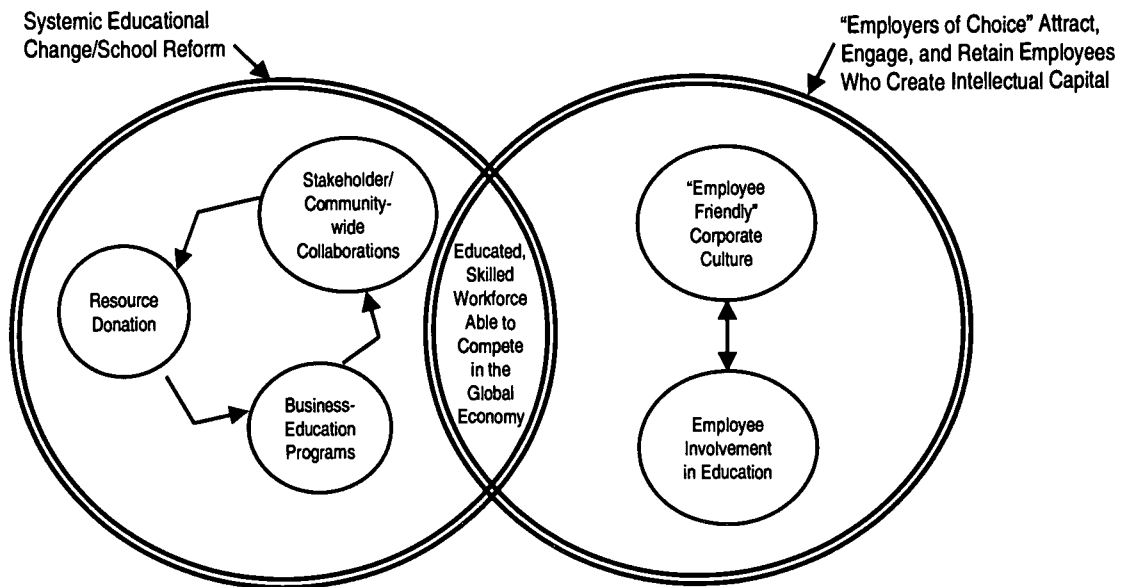 Systemic Educational
Change/School Reform
“Employers of Choice” Attract,
Engage, and Retain Employees
Who Create Intellectual Capital
Stakeholder/
Community-
wide
Collaborations
Resource
Donation
Business-
Education
Programs
Educated,
Skilled
Workforce
Able to
Compete
in the
Global
Economy
“Employee
Friendly”
Corporate
Culture
Employee
Involvement
in Education